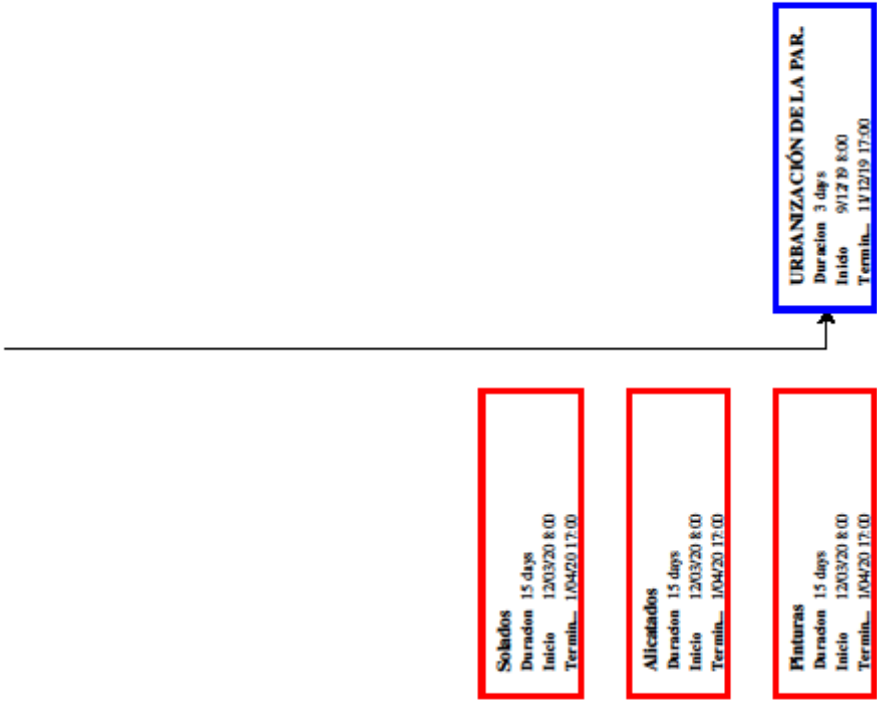 URBANIZACIÓN DE LA PAR.
Duracion 3 days
Inicio 9/12/19 8:00
Termin... 11/12/19 17:00
Solados
Duracion 15 days
Inicio 12/03/20 8:00
Termin... 1/04/20 17:00
Alicatados
Duracion 15 days
Inicio 12/03/20 8:00
Termin... 1/04/20 17:00
Pinturas
Duracion 15 days
Inicio 12/03/20 8:00
Termin... 1/04/20 17:00